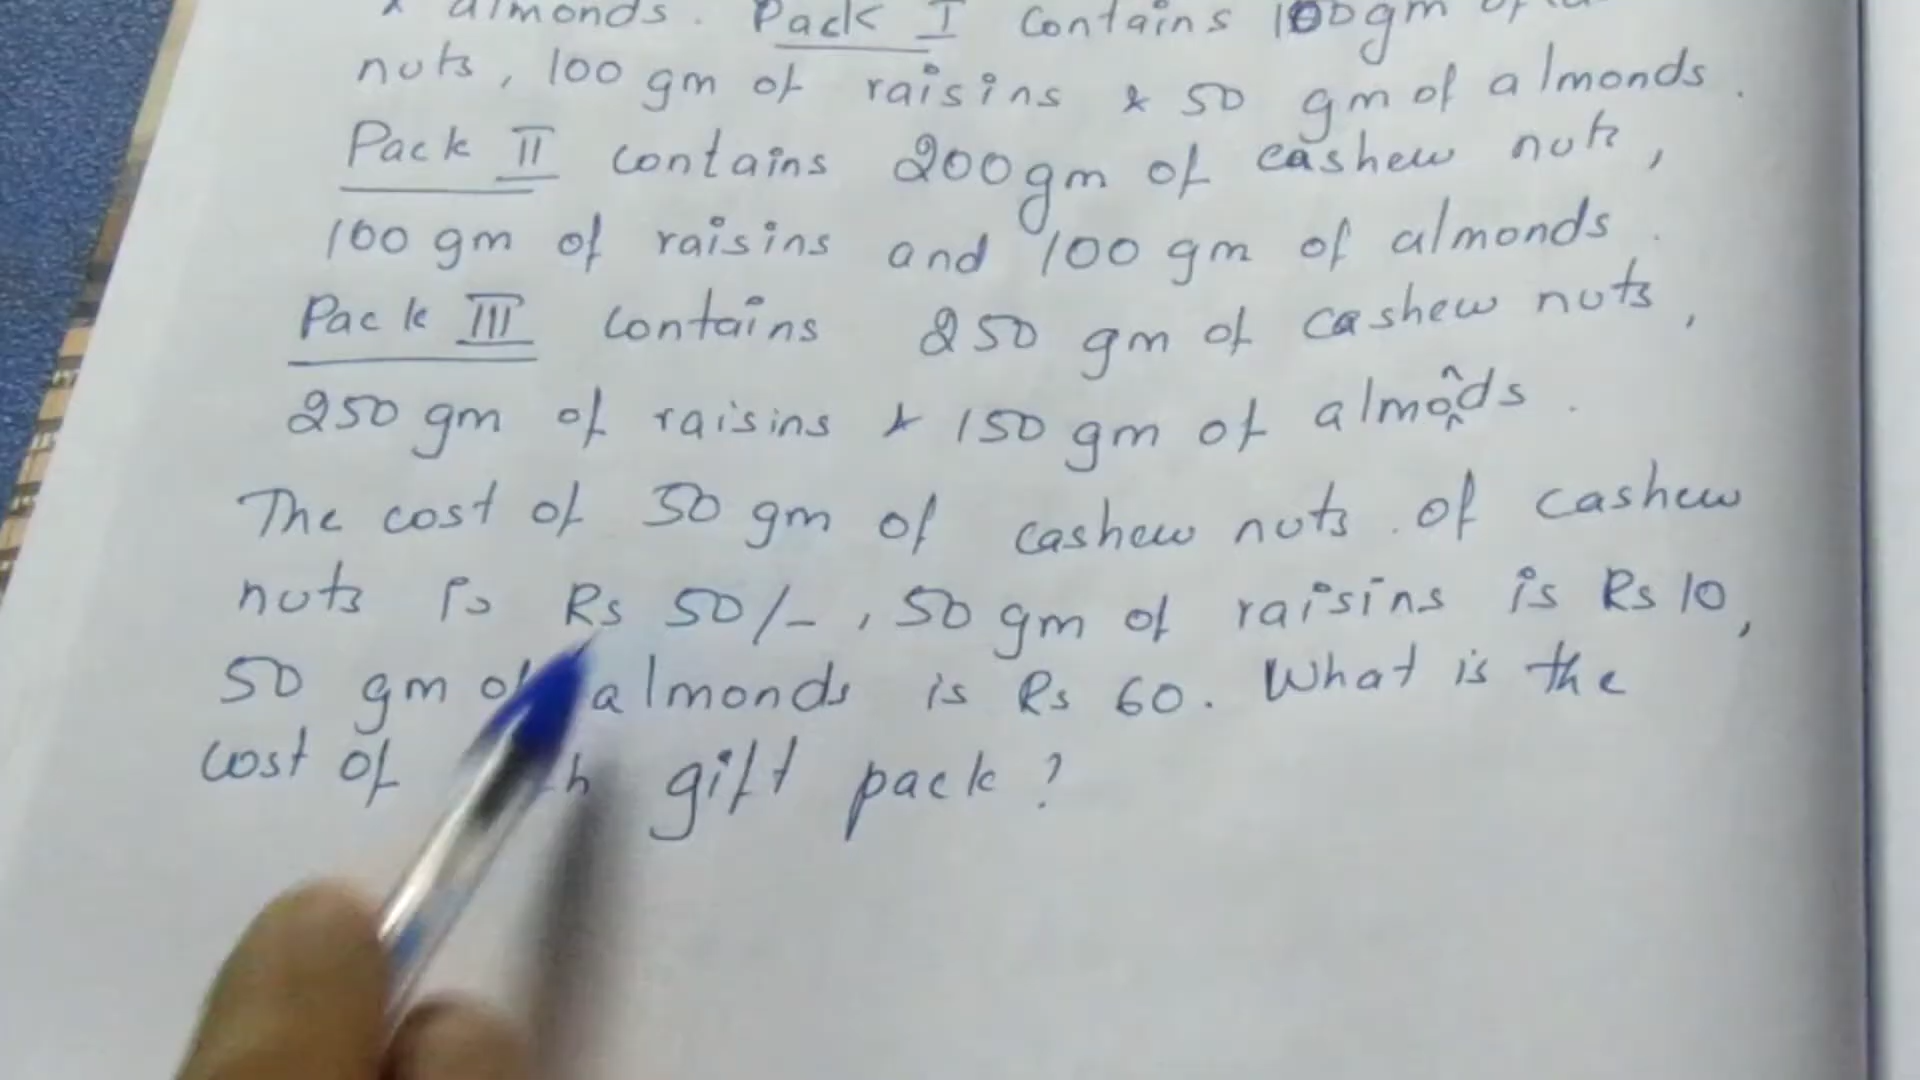 & almonds. Pack I contains 100gm of
nuts, 100 gm of raisins & 50 gm of almonds.
Pack II contains 200gm of cashew nuts,
100 gm of raisins and 100 gm of almonds.
Pack III contains 250 gm of cashew nuts,
250 gm of raisins & 150 gm of almonds.
The cost of 50 gm of cashew nuts of cashew
nuts is Rs 50/-, 50 gm of raisins is Rs 10,
50 gm of almonds is Rs 60. What is the
cost of gift pack?